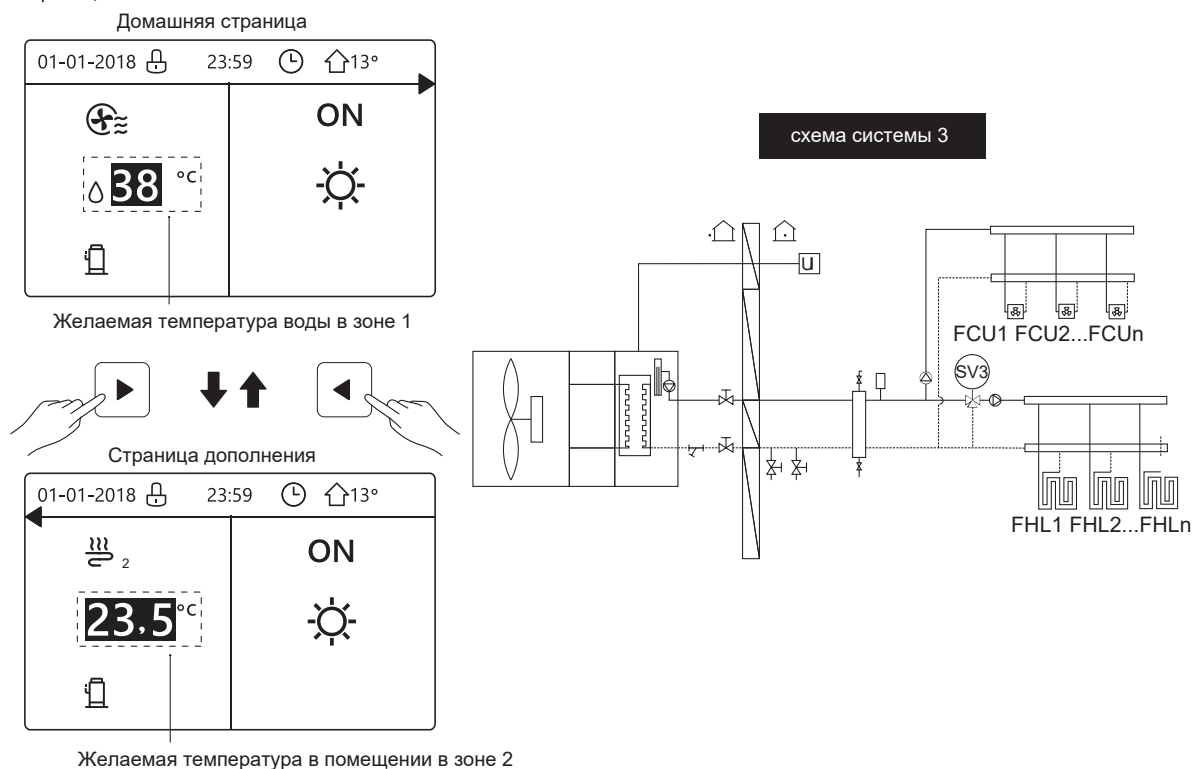 Домашняя страница
01-01-2018 23:59 13°
ON
38 °C
Желаемая температура воды в зоне 1
Страница дополнения
01-01-2018 23:59 13°
2
ON
23,5 °C
Желаемая температура в помещении в зоне 2
схема системы 3
U
FCU1 FCU2...FCUn
SV3
FHL1 FHL2...FHLn